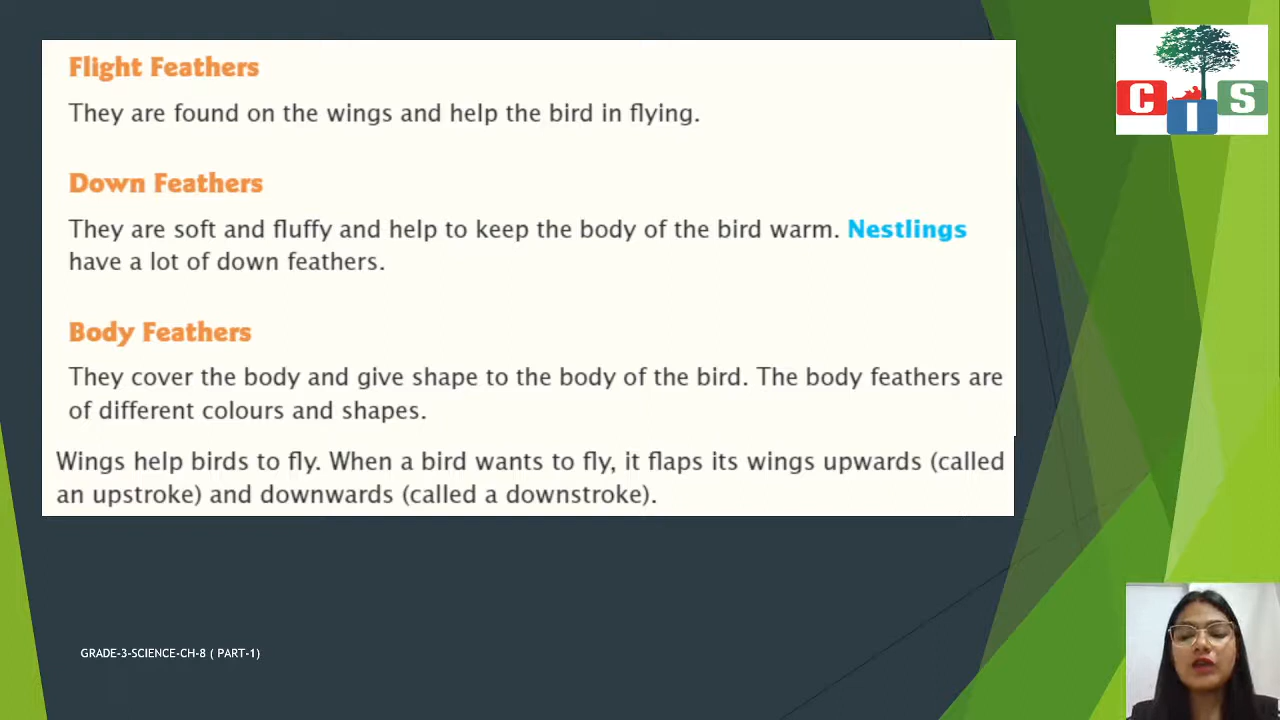 Flight Feathers
They are found on the wings and help the bird in flying.
Down Feathers
They are soft and fluffy and help to keep the body of the bird warm. Nestlings
have a lot of down feathers.
Body Feathers
They cover the body and give shape to the body of the bird. The body feathers are
of different colours and shapes.
Wings help birds to fly. When a bird wants to fly, it flaps its wings upwards (called
an upstroke) and downwards (called a downstroke).
C I S
GRADE-3-SCIENCE-CH-8 ( PART-1)